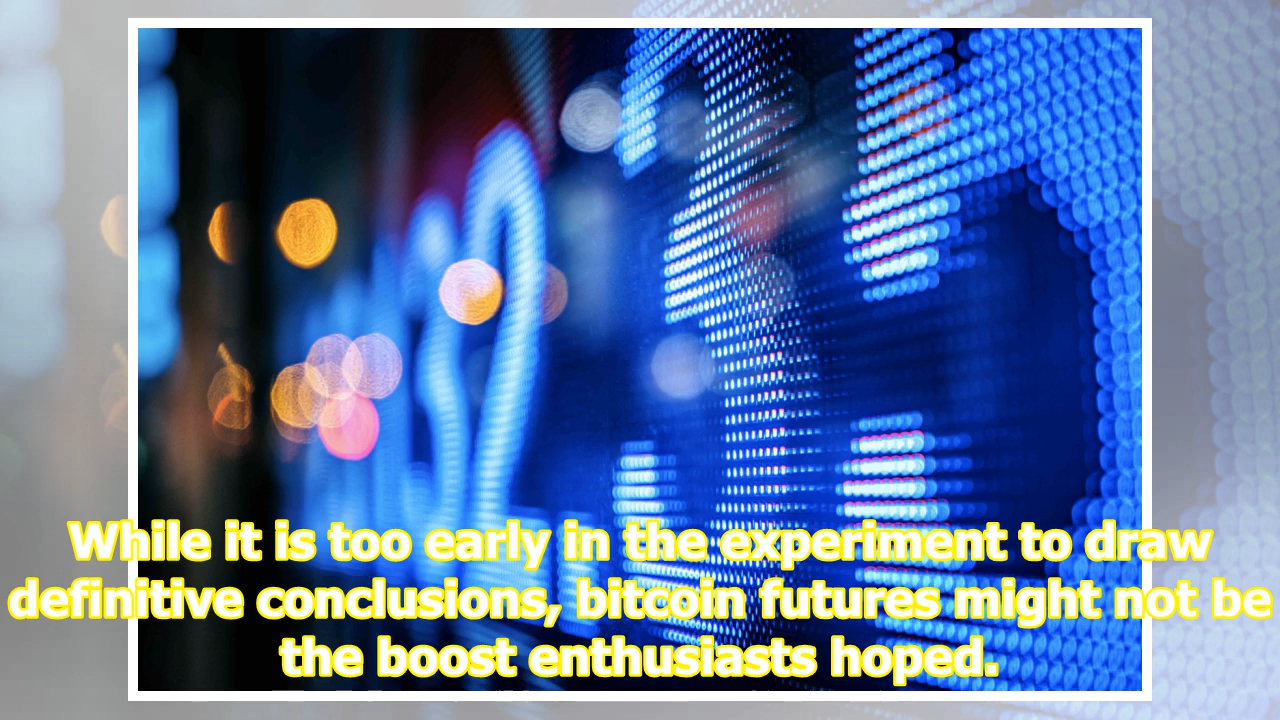 While it is too early in the experiment to draw
definitive conclusions, bitcoin futures might not be
the boost enthusiasts hoped.